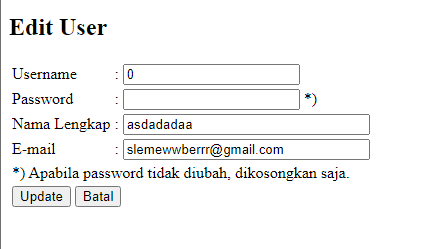 Edit User
Username : 0
Password : *)
Nama Lengkap : asdadadaa
E-mail : slemewwberrr@gmail.com
*) Apabila password tidak diubah, dikosongkan saja.
Update Batal